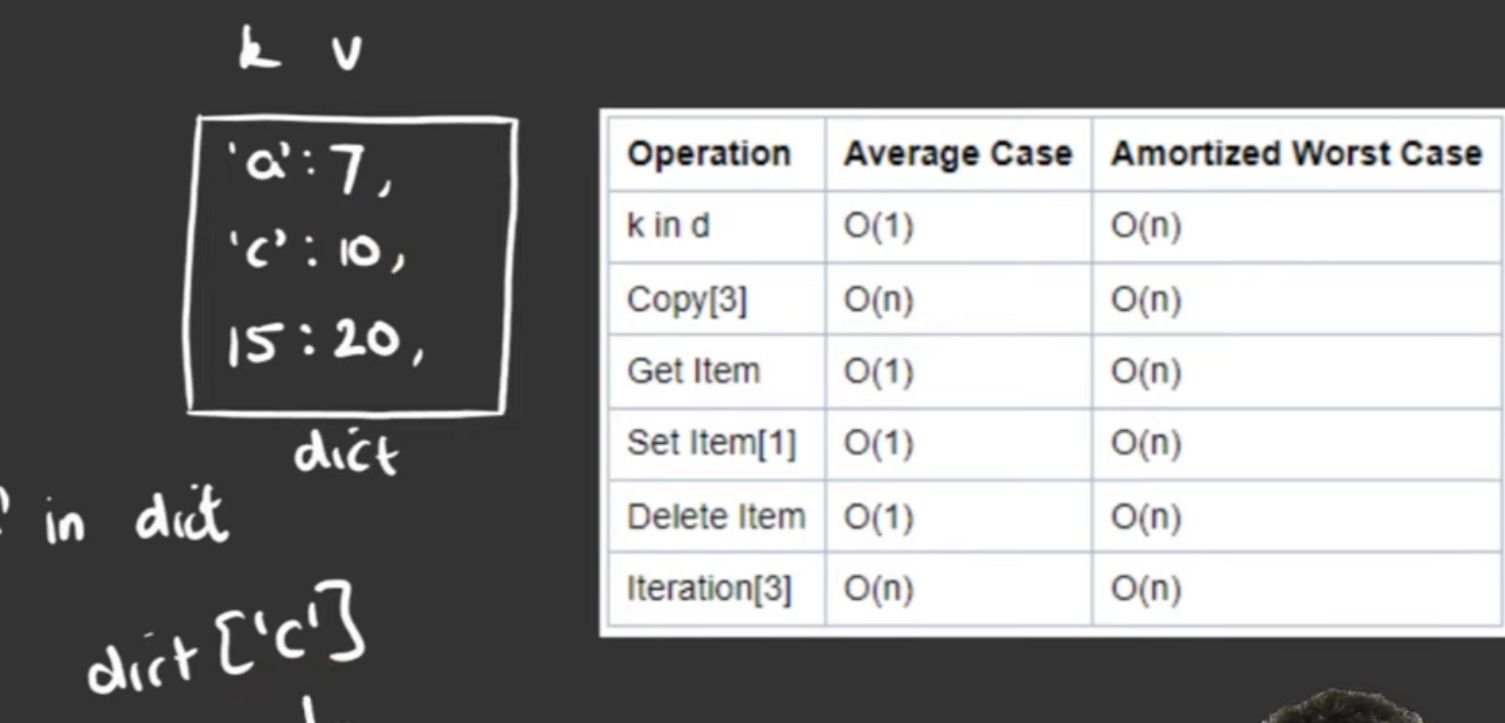 k v
'a': 7,
'c': 10,
15: 20,
dict
in dict
dict ['c']
Operation Average Case Amortized Worst Case
k in d O(1) O(n)
Copy[3] O(n) O(n)
Get Item O(1) O(n)
Set Item[1] O(1) O(n)
Delete Item O(1) O(n)
Iteration[3] O(n) O(n)